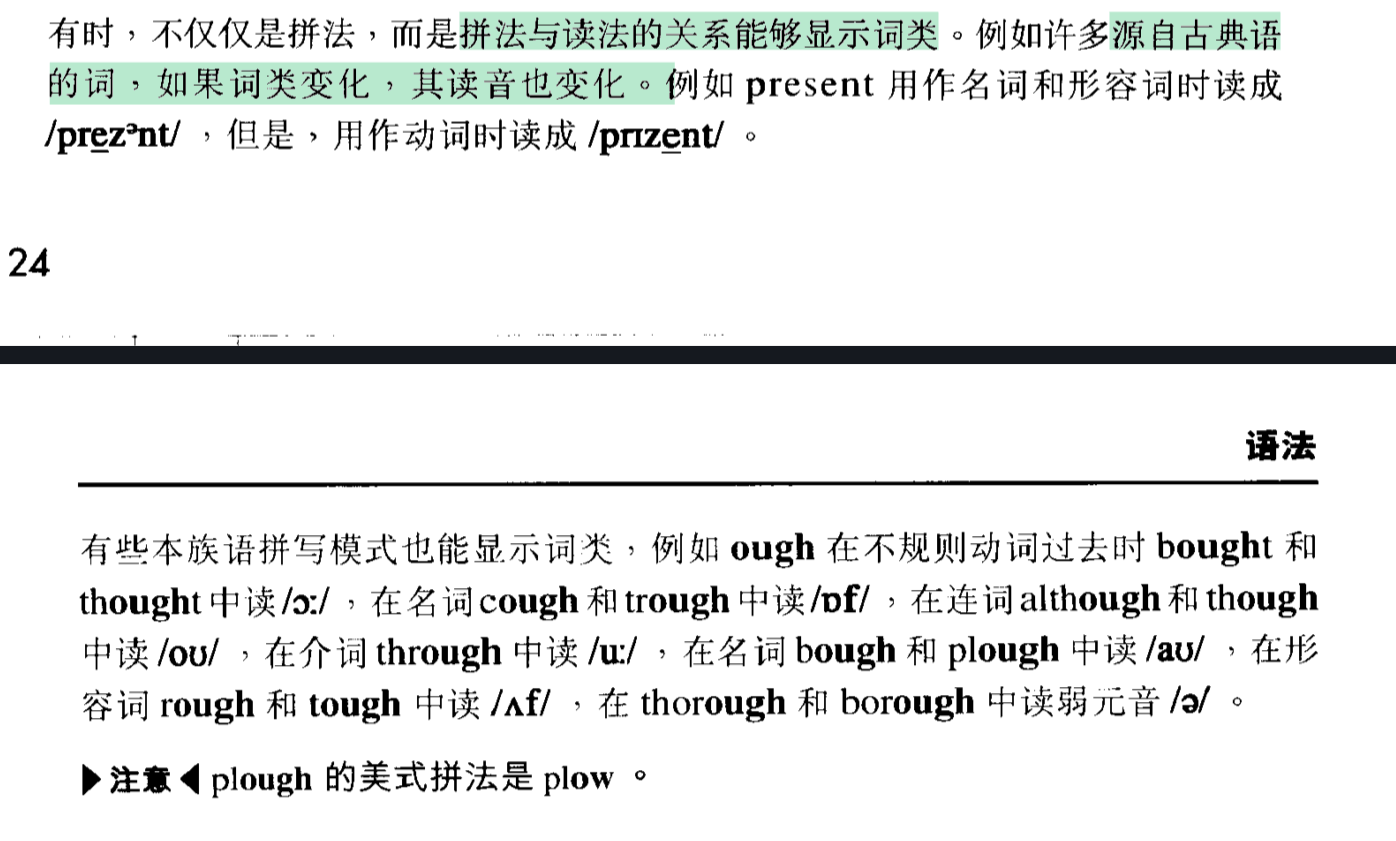 有时，不仅仅是拼法，而是拼法与读法的关系能够显示词类。例如许多源自古典语
的词，如果词类变化，其读音也变化。例如 present 用作名词和形容词时读成
/prezᵊnt/ ，但是，用作动词时读成 /prɪzent/ 。
24
语法
有些本族语拼写模式也能显示词类，例如 ough 在不规则动词过去时 bought 和
thought 中读 /ɔː/ ，在名词 cough 和 trough 中读 /ɒf/ ，在连词 although 和 though
中读 /oʊ/ ，在介词 through 中读 /uː/ ，在名词 bough 和 plough 中读 /aʊ/ ，在形
容词 rough 和 tough 中读 /ʌf/ ，在 thorough 和 borough 中读弱元音 /ə/ 。
▶注意◀ plough 的美式拼法是 plow 。